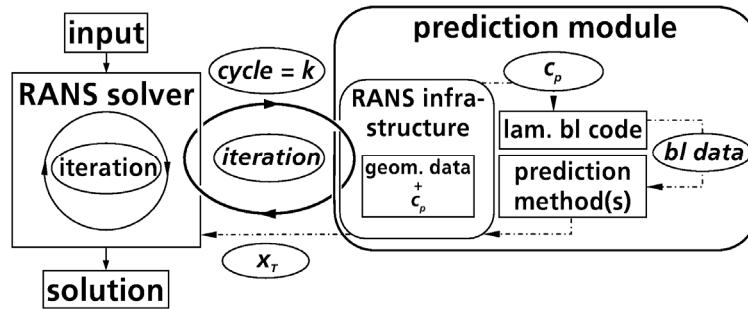 input
RANS solver
iteration
solution
cycle = k
iteration
x_T
prediction module
RANS infra-
structure
geom. data
+
c_p
c_p
lam. bl code
bl data
prediction
method(s)